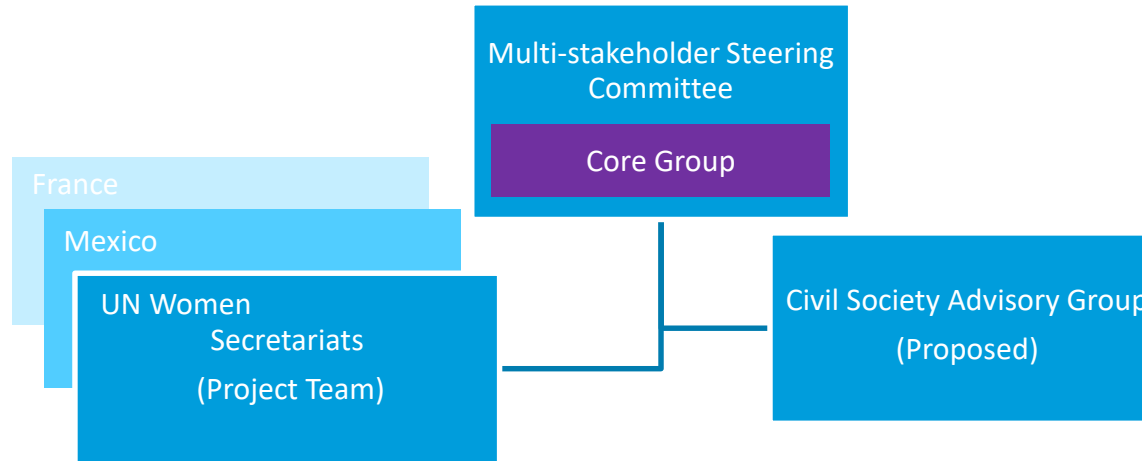 Multi-stakeholder Steering
Committee
Core Group
France
Mexico
UN Women
Secretariats
(Project Team)
Civil Society Advisory Group
(Proposed)